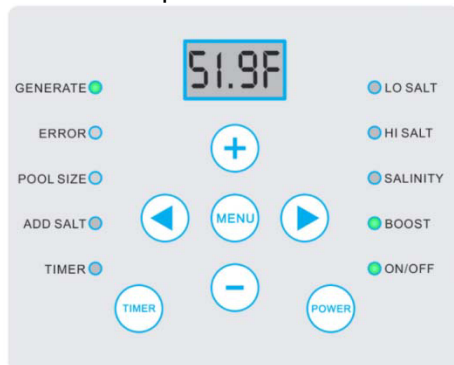 51.9F
GENERATE
LO SALT
ERROR
HI SALT
POOL SIZE
SALINITY
MENU
ADD SALT
BOOST
TIMER
ON/OFF
TIMER
POWER